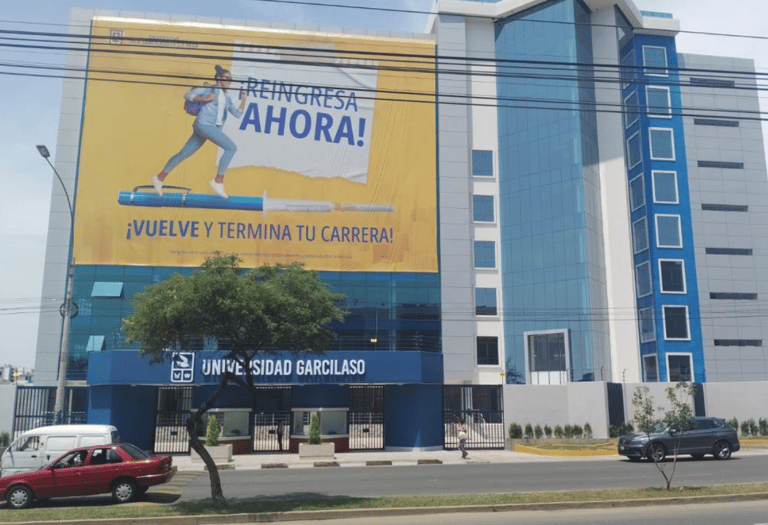 ¡REINGRESA
AHORA!
¡VUELVE Y TERMINA TU CARRERA!
UNIVERSIDAD GARCILASO